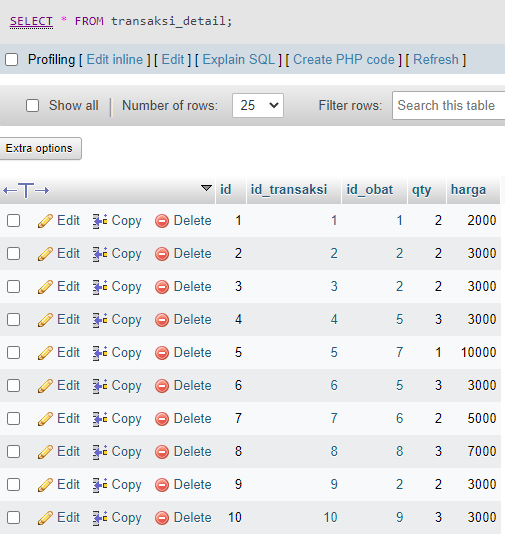 SELECT * FROM transaksi_detail;
Profiling [ Edit inline ] [ Edit ] [ Explain SQL ] [ Create PHP code ] [ Refresh ]
Show all Number of rows: 25 Filter rows: Search this table
Extra options
id id_transaksi id_obat qty harga
Edit Copy Delete 1 1 1 2 2000
Edit Copy Delete 2 2 2 2 3000
Edit Copy Delete 3 3 2 2 3000
Edit Copy Delete 4 4 5 3 3000
Edit Copy Delete 5 5 7 1 10000
Edit Copy Delete 6 6 5 3 3000
Edit Copy Delete 7 7 6 2 5000
Edit Copy Delete 8 8 8 3 7000
Edit Copy Delete 9 9 2 2 3000
Edit Copy Delete 10 10 9 3 3000